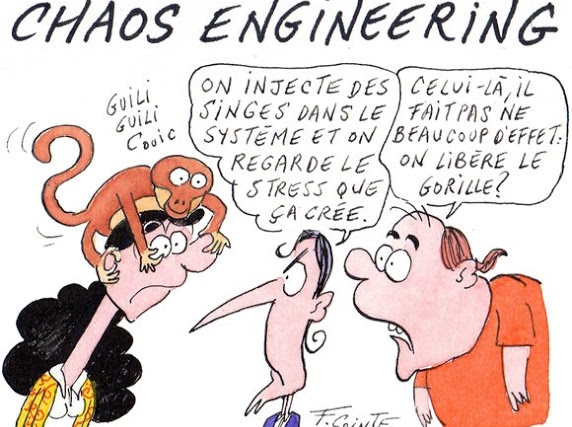 CHAOS ENGINEERING
GUILI
GUILI
COUIC
ON INJECTE DES
SINGES DANS LE
SYSTÈME ET ON
REGARDE LE
STRESS QUE
ÇA CRÉE.
CELUI-LÀ, IL
FAIT PAS NE
BEAUCOUP D'EFFET:
ON LIBÈRE LE
GORILLE?
F. COINTE